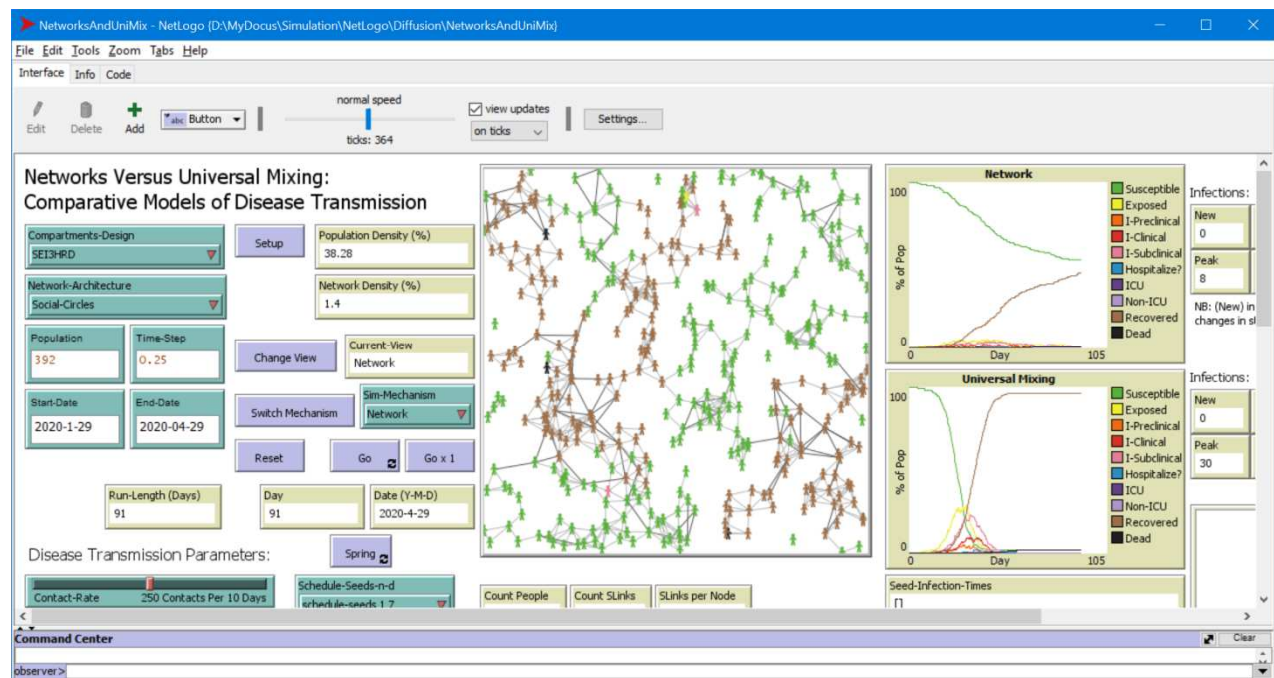 NetworksAndUniMix - NetLogo {D:\MyDocus\Simulation\NetLogo\Diffusion\NetworksAndUniMix}
File Edit Tools Zoom Tabs Help
Interface Info Code
Edit Delete Add abc Button normal speed ticks: 364 view updates on ticks Settings...
Networks Versus Universal Mixing:
Comparative Models of Disease Transmission
Compartments-Design
SEI3HRD
Setup
Population Density (%)
38.28
Network-Architecture
Social-Circles
Network Density (%)
1.4
Population
392
Time-Step
0.25
Change View
Current-View
Network
Start-Date
2020-1-29
End-Date
2020-04-29
Switch Mechanism
Sim-Mechanism
Network
Reset
Go
Go x 1
Run-Length (Days)
91
Day
91
Date (Y-M-D)
2020-4-29
Disease Transmission Parameters:
Spring
Contact-Rate 250 Contacts Per 10 Days
Schedule-Seeds-n-d
schedule-seeds 1 7
Count People
Count SLinks
SLinks per Node
Network
100
% of Pop
0
0 Day 105
Susceptible
Exposed
I-Preclinical
I-Clinical
I-Subclinical
Hospitalize?
ICU
Non-ICU
Recovered
Dead
Infections:
New
0
Peak
8
NB: (New) in
changes in
Universal Mixing
100
% of Pop
0
0 Day 105
Susceptible
Exposed
I-Preclinical
I-Clinical
I-Subclinical
Hospitalize?
ICU
Non-ICU
Recovered
Dead
Infections:
New
0
Peak
30
Seed-Infection-Times
[]
Command Center
Clear
observer>